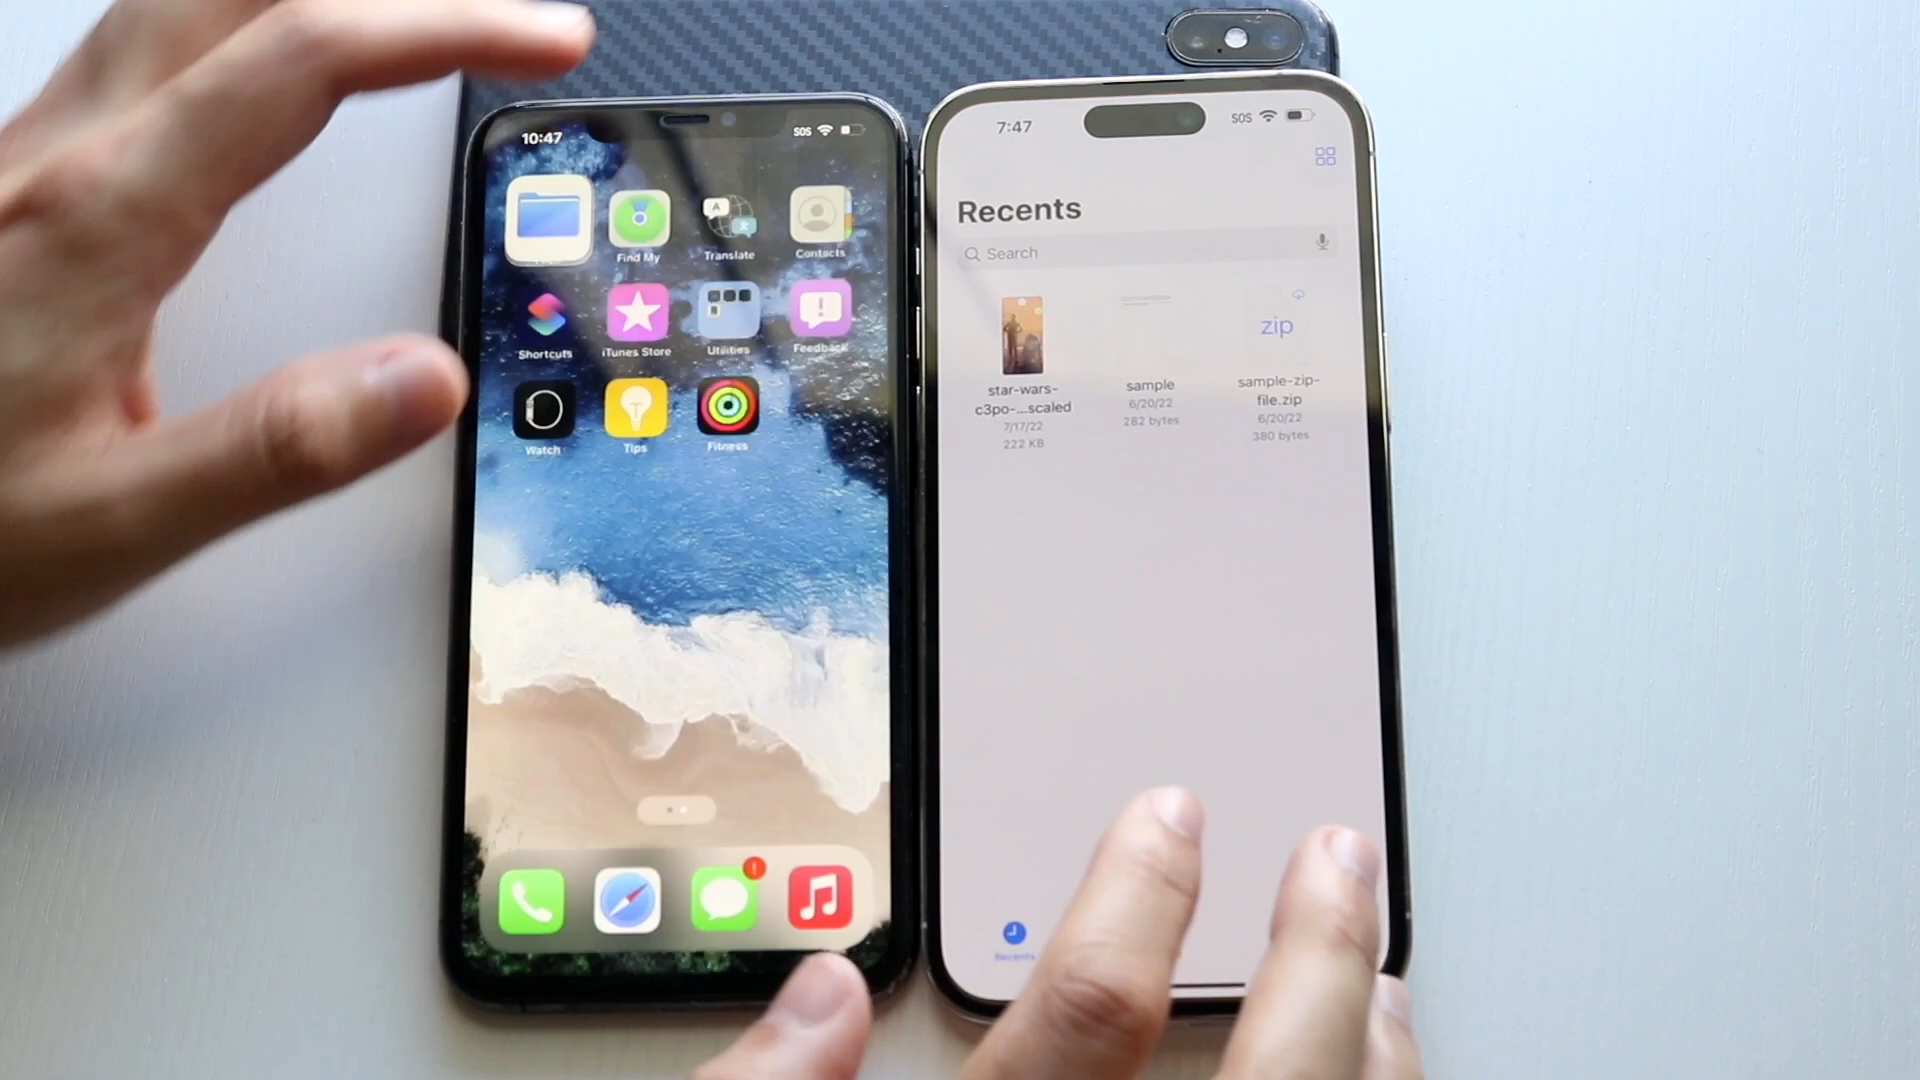 10:47
SOS
Find My
Translate
Contacts
Shortcuts
iTunes Store
Utilities
Feedback
Watch
Tips
Fitness
7:47
SOS
Recents
Search
zip
star-wars-
c3po-...scaled
7/17/22
222 KB
sample
6/20/22
282 bytes
sample-zip-
file.zip
6/20/22
380 bytes
Recents